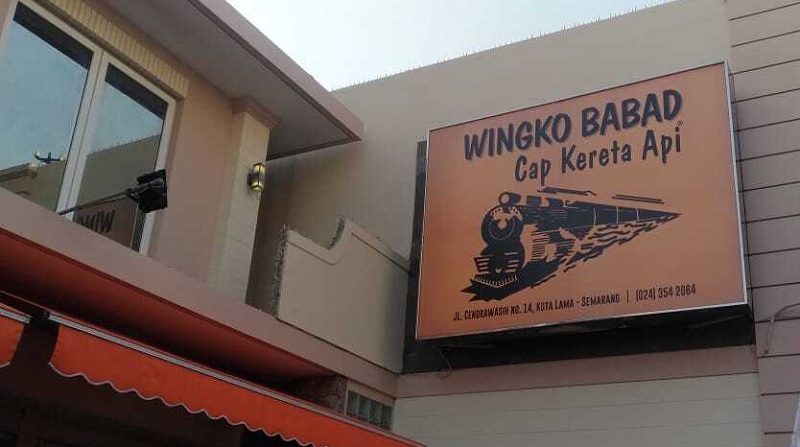 WINGKO BABAD
Cap Kereta Api
JL. CENDRAWASIH NO. 14, KOTA LAMA - SEMARANG | (024) 354 2064